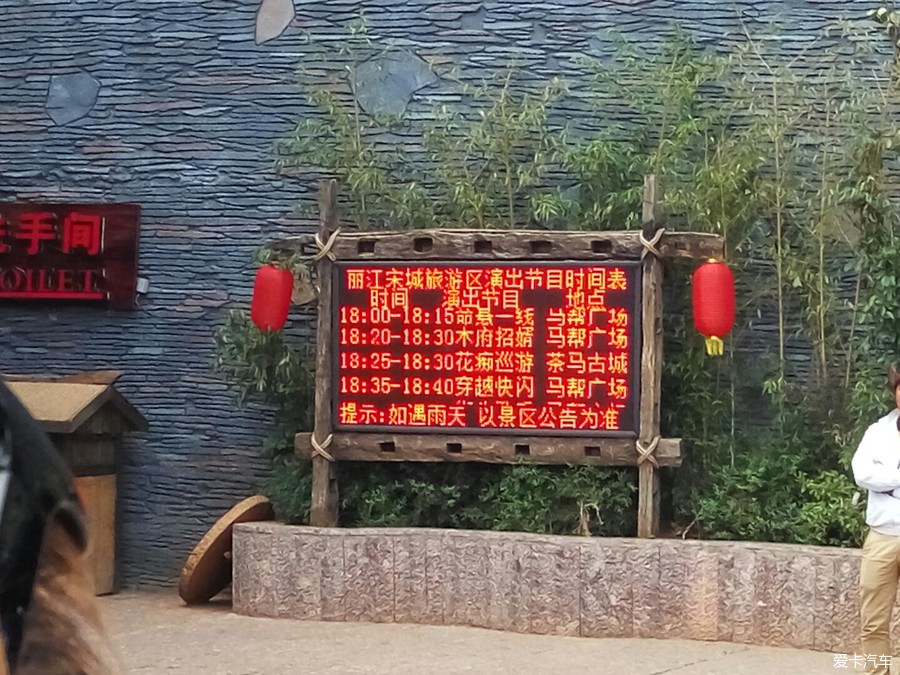 手间
TOILET
丽江宋城旅游区演出节目时间表
时间 演出节目 地点
18:00-18:15命悬一线 马帮广场
18:20-18:30木府招婿 马帮广场
18:25-18:30花痴巡游 茶马古城
18:35-18:40穿越快闪 马帮广场
提示:如遇雨天 以景区公告为准
爱卡汽车